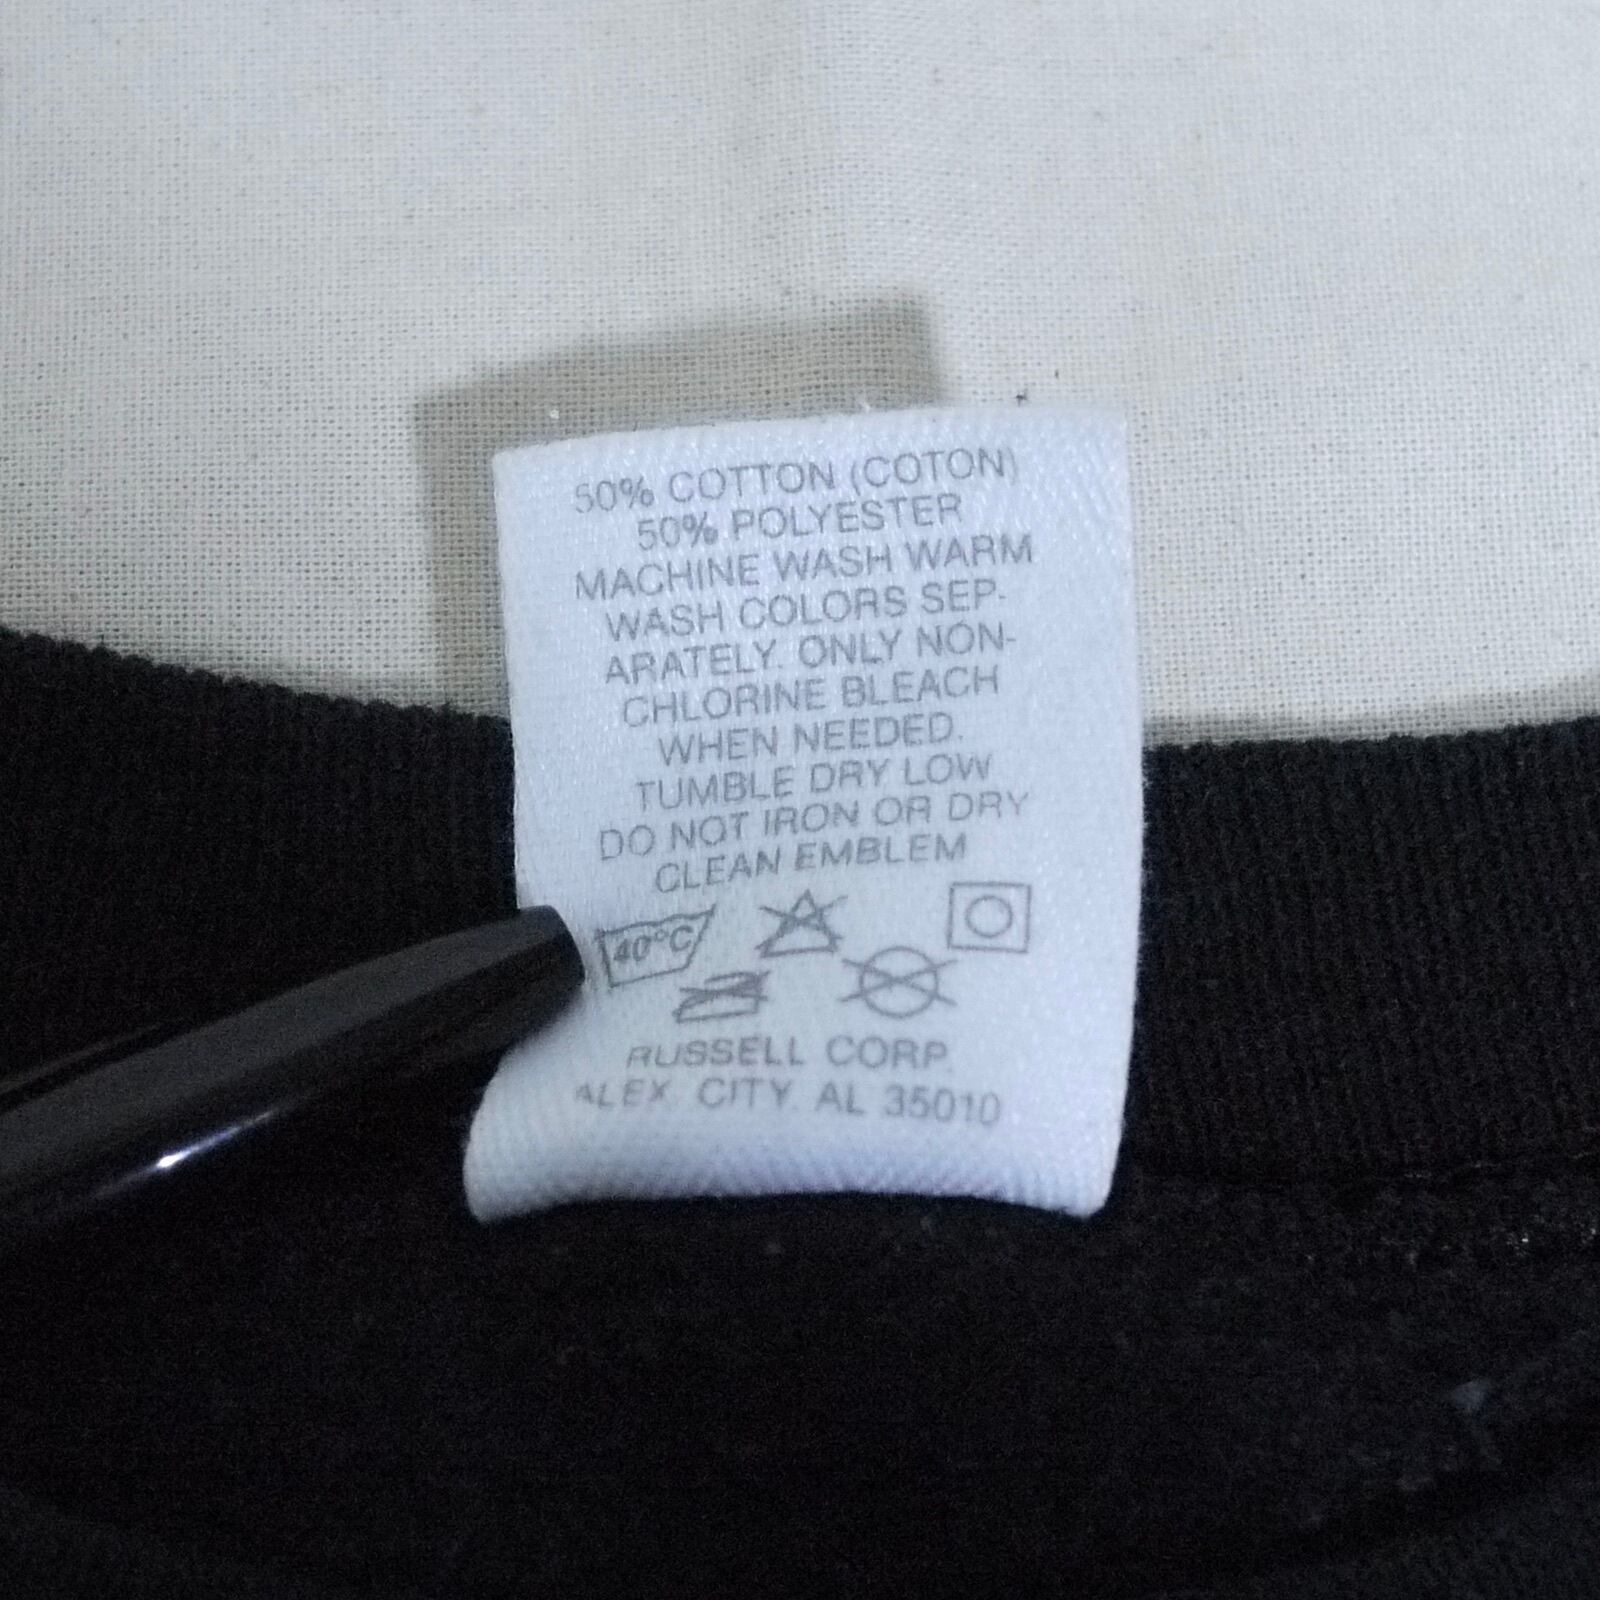 50% COTTON (COTON)
50% POLYESTER
MACHINE WASH WARM
WASH COLORS SEP-
ARATELY. ONLY NON-
CHLORINE BLEACH
WHEN NEEDED.
TUMBLE DRY LOW
DO NOT IRON OR DRY
CLEAN EMBLEM
40°C
RUSSELL CORP.
ALEX. CITY. AL 35010